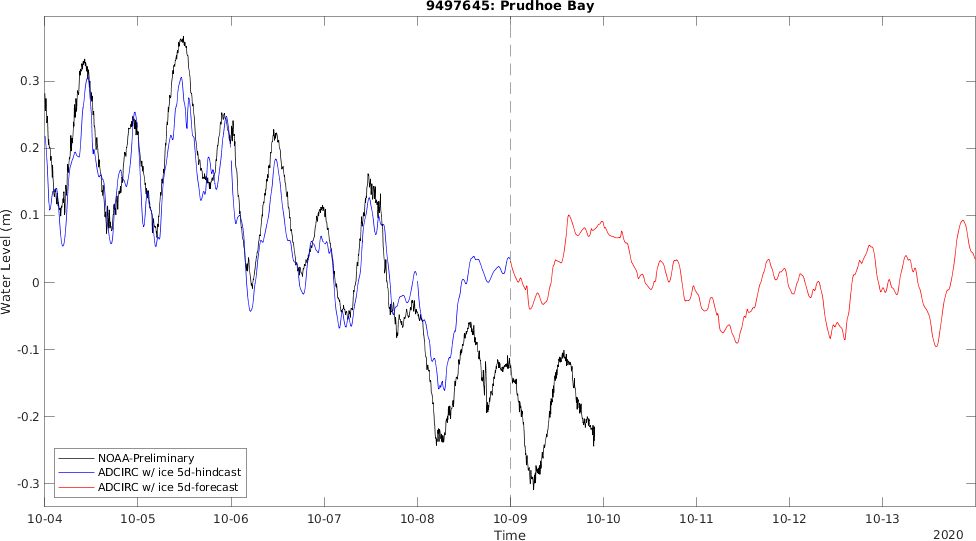 9497645: Prudhoe Bay
Water Level (m)
0.3
0.2
0.1
0
-0.1
-0.2
-0.3
NOAA-Preliminary
ADCIRC w/ ice 5d-hindcast
ADCIRC w/ ice 5d-forecast
10-04 10-05 10-06 10-07 10-08 10-09 10-10 10-11 10-12 10-13
Time
2020